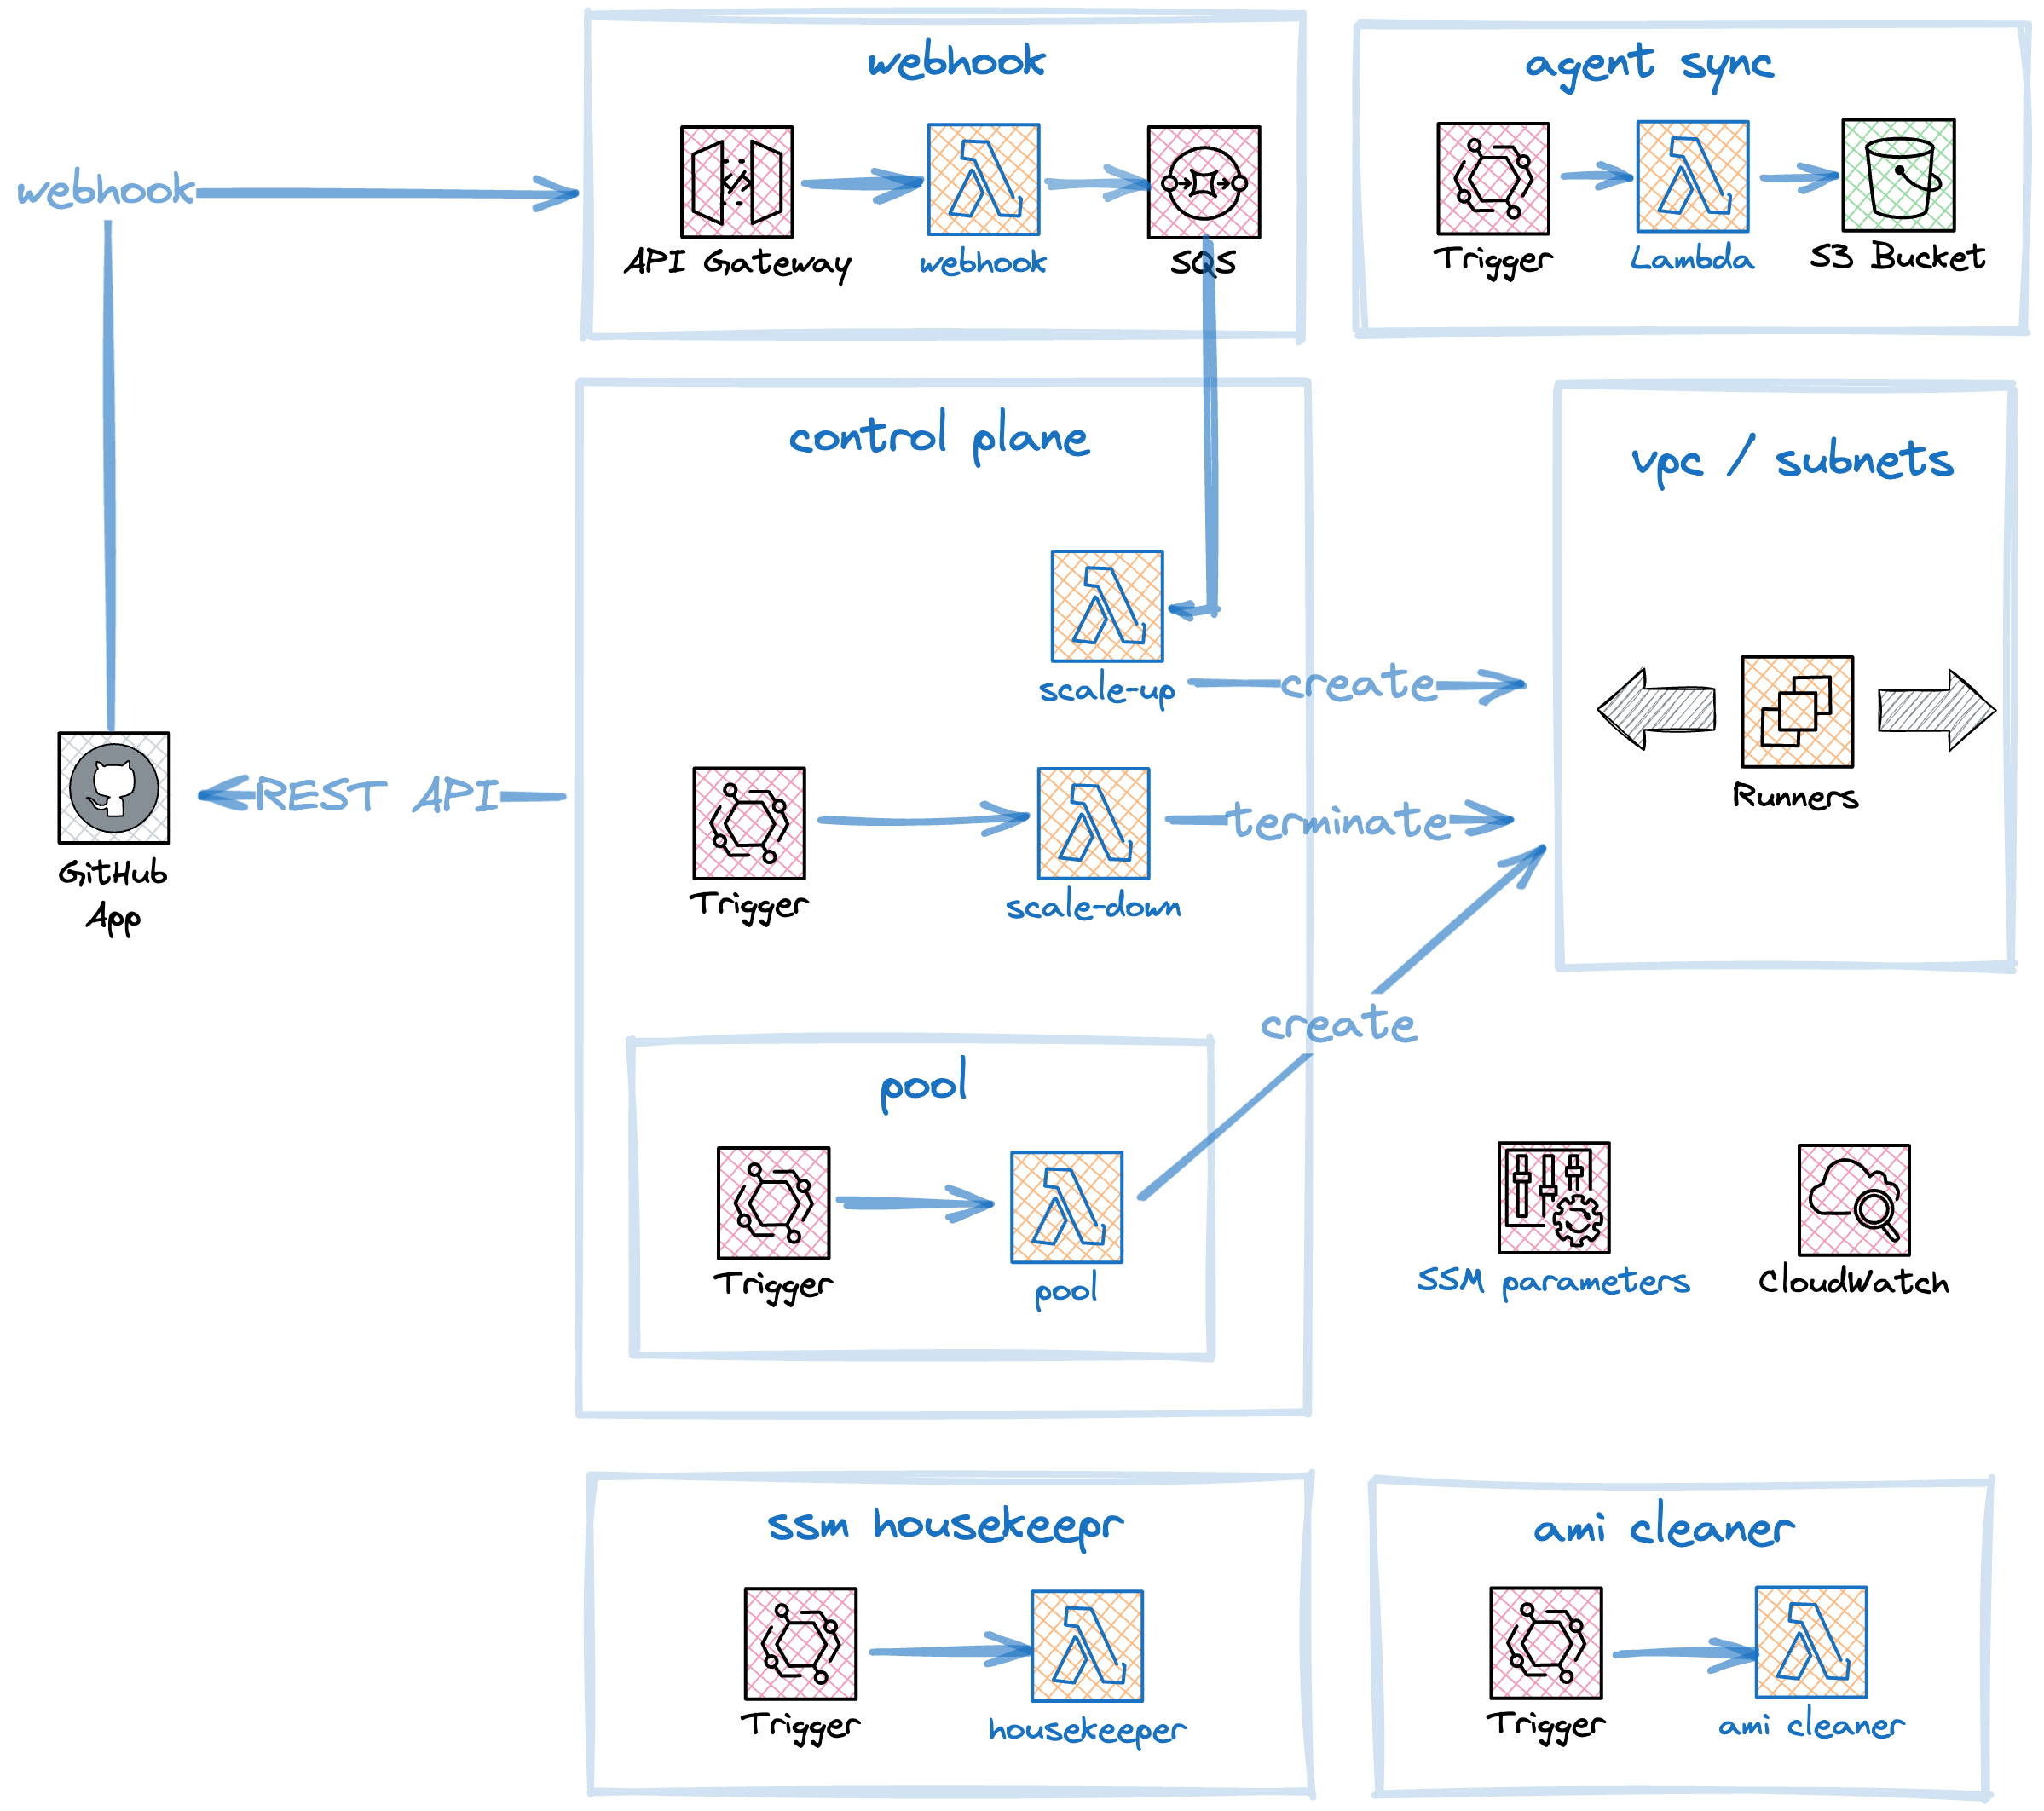 webhook
agent sync
webhook
API Gateway
webhook
SQS
Trigger
Lambda
S3 Bucket
control plane
vpc / subnets
scale-up
create
Runners
REST API
GitHub
App
Trigger
scale-down
terminate
create
pool
Trigger
pool
SSM parameters
CloudWatch
ssm housekeepr
ami cleaner
Trigger
housekeeper
Trigger
ami cleaner